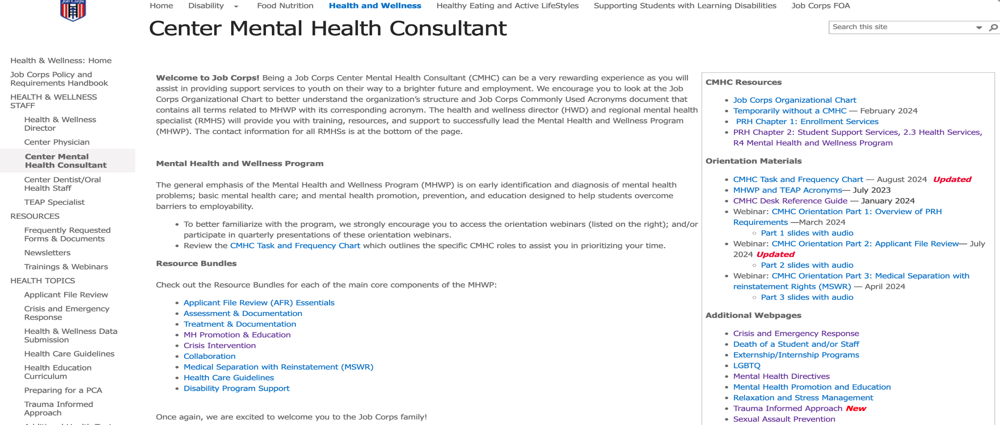 Job Corps
Home Disability Food Nutrition Health and Wellness Healthy Eating and Active LifeStyles Supporting Students with Learning Disabilities Job Corps FOA
Center Mental Health Consultant
Search this site
Health & Wellness: Home
Job Corps Policy and
Requirements Handbook
HEALTH & WELLNESS
STAFF
Health & Wellness
Director
Center Physician
Center Mental
Health Consultant
Center Dentist/Oral
Health Staff
TEAP Specialist
RESOURCES
Frequently Requested
Forms & Documents
Newsletters
Trainings & Webinars
HEALTH TOPICS
Applicant File Review
Crisis and Emergency
Response
Health & Wellness Data
Submission
Health Care Guidelines
Health Education
Curriculum
Preparing for a PCA
Trauma Informed
Approach
Welcome to Job Corps! Being a Job Corps Center Mental Health Consultant (CMHC) can be a very rewarding experience as you will
assist in providing support services to youth on their way to a brighter future and employment. We encourage you to look at the Job
Corps Organizational Chart to better understand the organization’s structure and Job Corps Commonly Used Acronyms document that
contains all terms related to MHWP with its corresponding acronym. The health and wellness director (HWD) and regional mental health
specialist (RMHS) will provide you with training, resources, and support to successfully lead the Mental Health and Wellness Program
(MHWP). The contact information for all RMHSs is at the bottom of the page.
Mental Health and Wellness Program
The general emphasis of the Mental Health and Wellness Program (MHWP) is on early identification and diagnosis of mental health
problems; basic mental health care; and mental health promotion, prevention, and education designed to help students overcome
barriers to employability.
• To better familiarize with the program, we strongly encourage you to access the orientation webinars (listed on the right); and/or
participate in quarterly presentations of these orientation webinars.
• Review the CMHC Task and Frequency Chart which outlines the specific CMHC roles to assist you in prioritizing your time.
Resource Bundles
Check out the Resource Bundles for each of the main core components of the MHWP:
• Applicant File Review (AFR) Essentials
• Assessment & Documentation
• Treatment & Documentation
• MH Promotion & Education
• Crisis Intervention
• Collaboration
• Medical Separation with Reinstatement (MSWR)
• Health Care Guidelines
• Disability Program Support
Once again, we are excited to welcome you to the Job Corps family!
CMHC Resources
• Job Corps Organizational Chart
• Temporarily without a CMHC — February 2024
• PRH Chapter 1: Enrollment Services
• PRH Chapter 2: Student Support Services, 2.3 Health Services,
R4 Mental Health and Wellness Program
Orientation Materials
• CMHC Task and Frequency Chart — August 2024 Updated
• MHWP and TEAP Acronyms— July 2023
• CMHC Desk Reference Guide — January 2024
• Webinar: CMHC Orientation Part 1: Overview of PRH
Requirements —March 2024
○ Part 1 slides with audio
• Webinar: CMHC Orientation Part 2: Applicant File Review— July
2024 Updated
○ Part 2 slides with audio
• Webinar: CMHC Orientation Part 3: Medical Separation with
reinstatement Rights (MSWR) — April 2024
○ Part 3 slides with audio
Additional Webpages
• Crisis and Emergency Response
• Death of a Student and/or Staff
• Externship/Internship Programs
• LGBTQ
• Mental Health Directives
• Mental Health Promotion and Education
• Relaxation and Stress Management
• Trauma Informed Approach New
• Sexual Assault Prevention